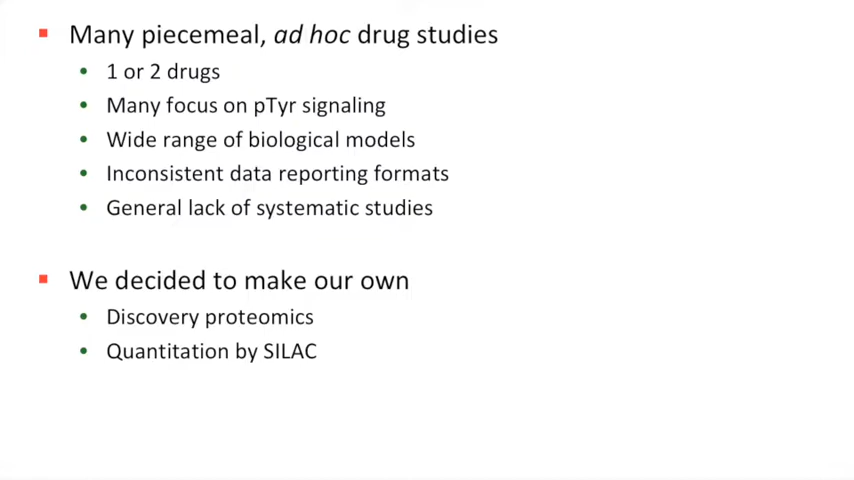 Many piecemeal, ad hoc drug studies
1 or 2 drugs
Many focus on pTyr signaling
Wide range of biological models
Inconsistent data reporting formats
General lack of systematic studies
We decided to make our own
Discovery proteomics
Quantitation by SILAC